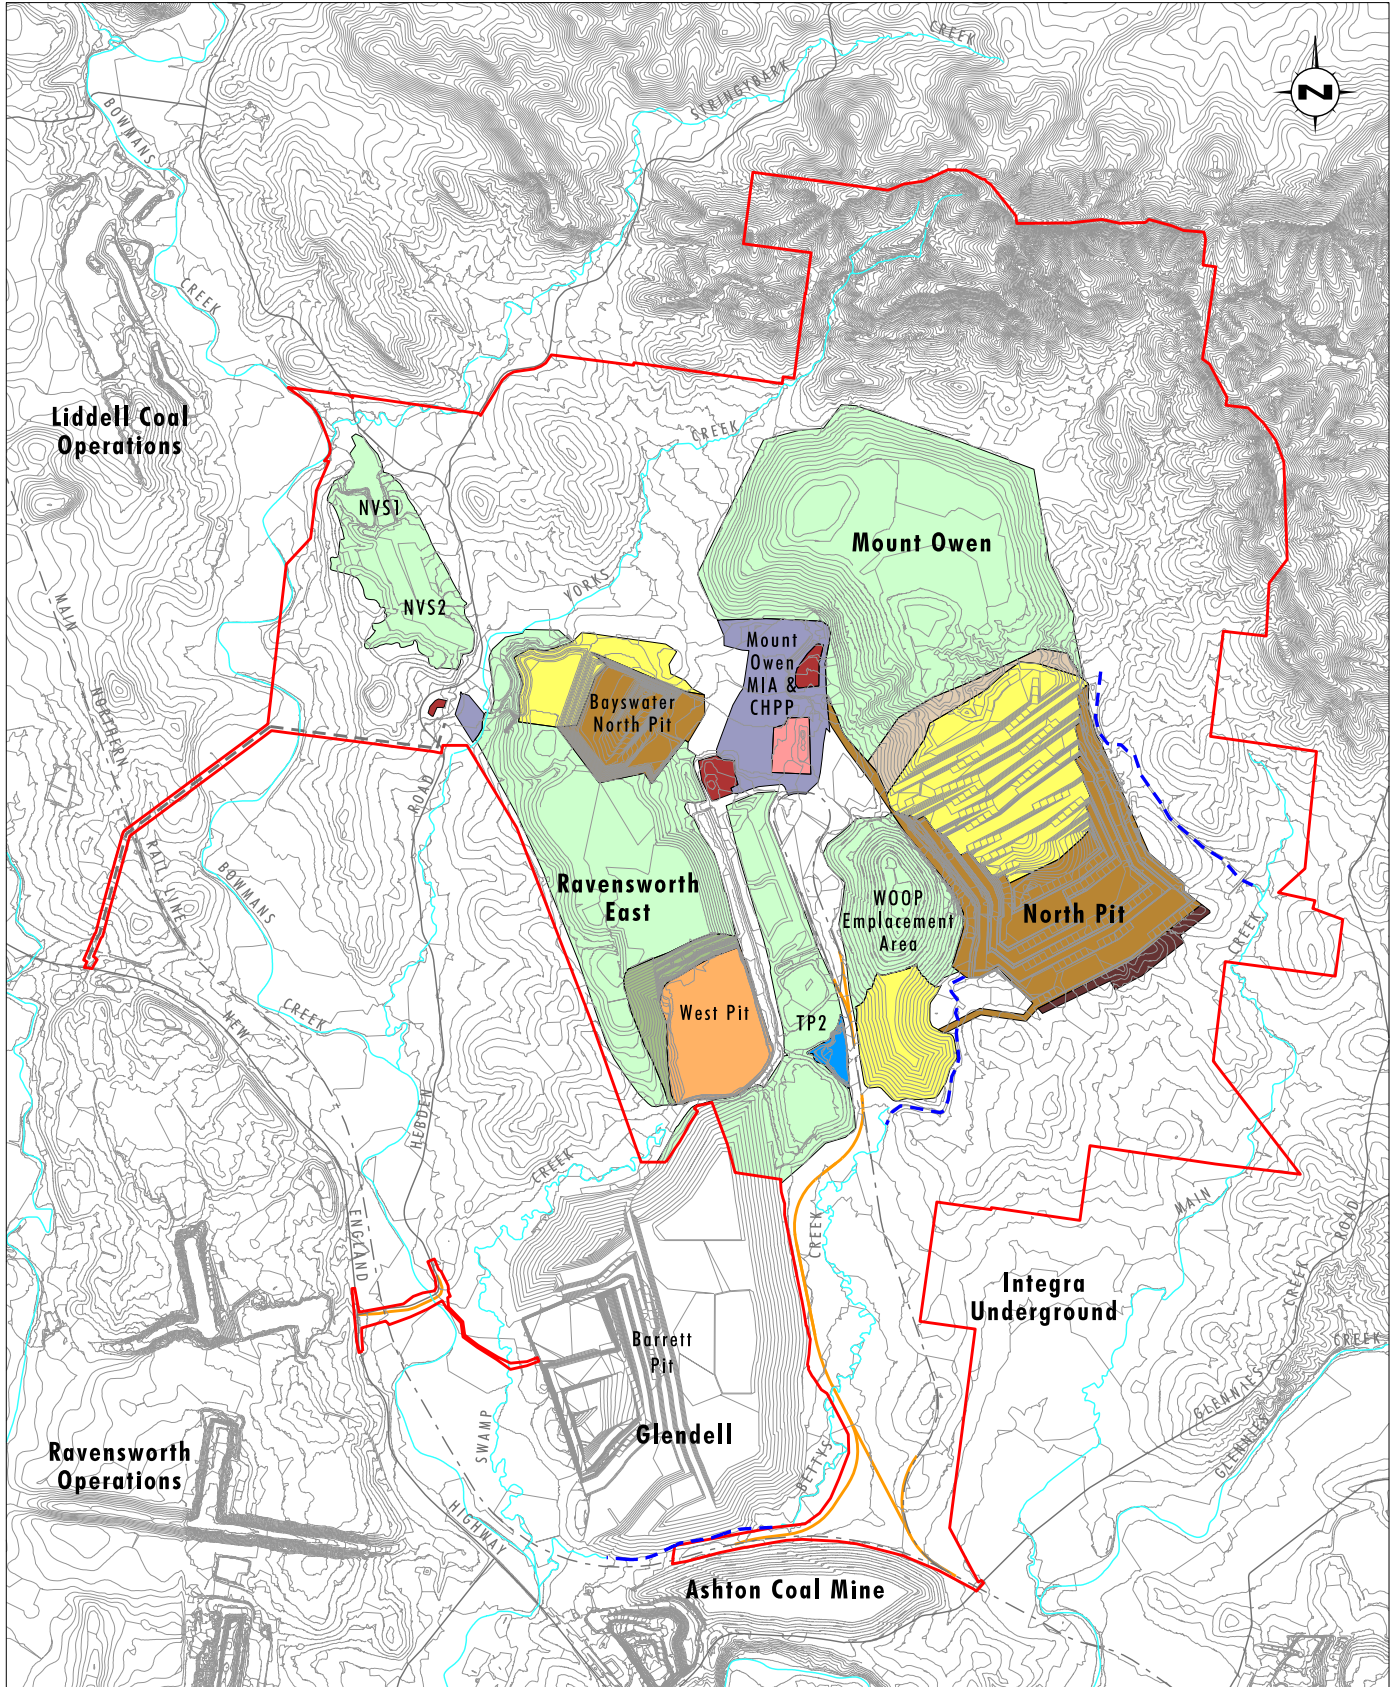 CREEK
STRINGYBARK
N
BOWMANS
CREEK
Liddell Coal
Operations
CREEK
NVS1
Mount Owen
NVS2
YORKS
MAIN
NORTHERN
RAIL LINE
Mount
Owen
MIA &
CHPP
Bayswater
North Pit
ROAD
BOWMANS
CREEK
Ravensworth
East
WOOP
Emplacement
Area
North Pit
CREEK
West Pit
TP2
NEW
ENGLAND
HIGHWAY
HEBDEN
CREEK
CREEK
MAIN
ROAD
CREEK
GLENNIES
Integra
Underground
CREEK
GLENNIES
Barrett
Pit
Glendell
SWAMP
BETTYS
Ravensworth
Operations
Ashton Coal Mine